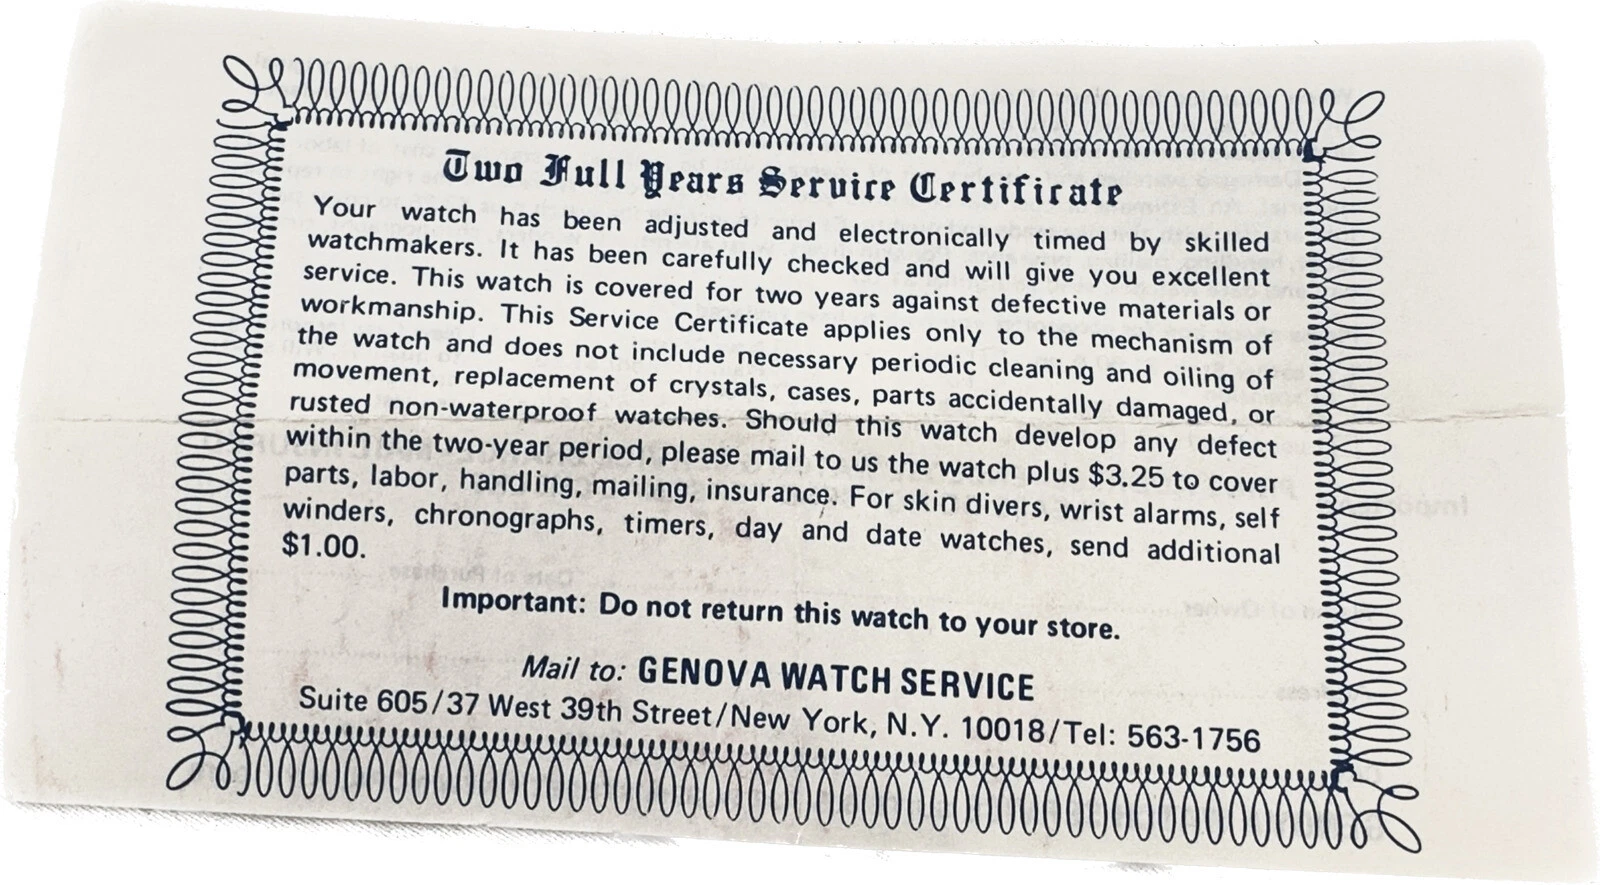 Two Full Years Service Certificate
Your watch has been adjusted and electronically timed by skilled
watchmakers. It has been carefully checked and will give you excellent
service. This watch is covered for two years against defective materials or
workmanship. This Service Certificate applies only to the mechanism of
the watch and does not include necessary periodic cleaning and oiling of
movement, replacement of crystals, cases, parts accidentally damaged, or
rusted non-waterproof watches. Should this watch develop any defect
within the two-year period, please mail to us the watch plus $3.25 to cover
parts, labor, handling, mailing, insurance. For skin divers, wrist alarms, self
winders, chronographs, timers, day and date watches, send additional
$1.00.
Important: Do not return this watch to your store.
Mail to: GENOVA WATCH SERVICE
Suite 605/37 West 39th Street/New York, N.Y. 10018/Tel: 563-1756